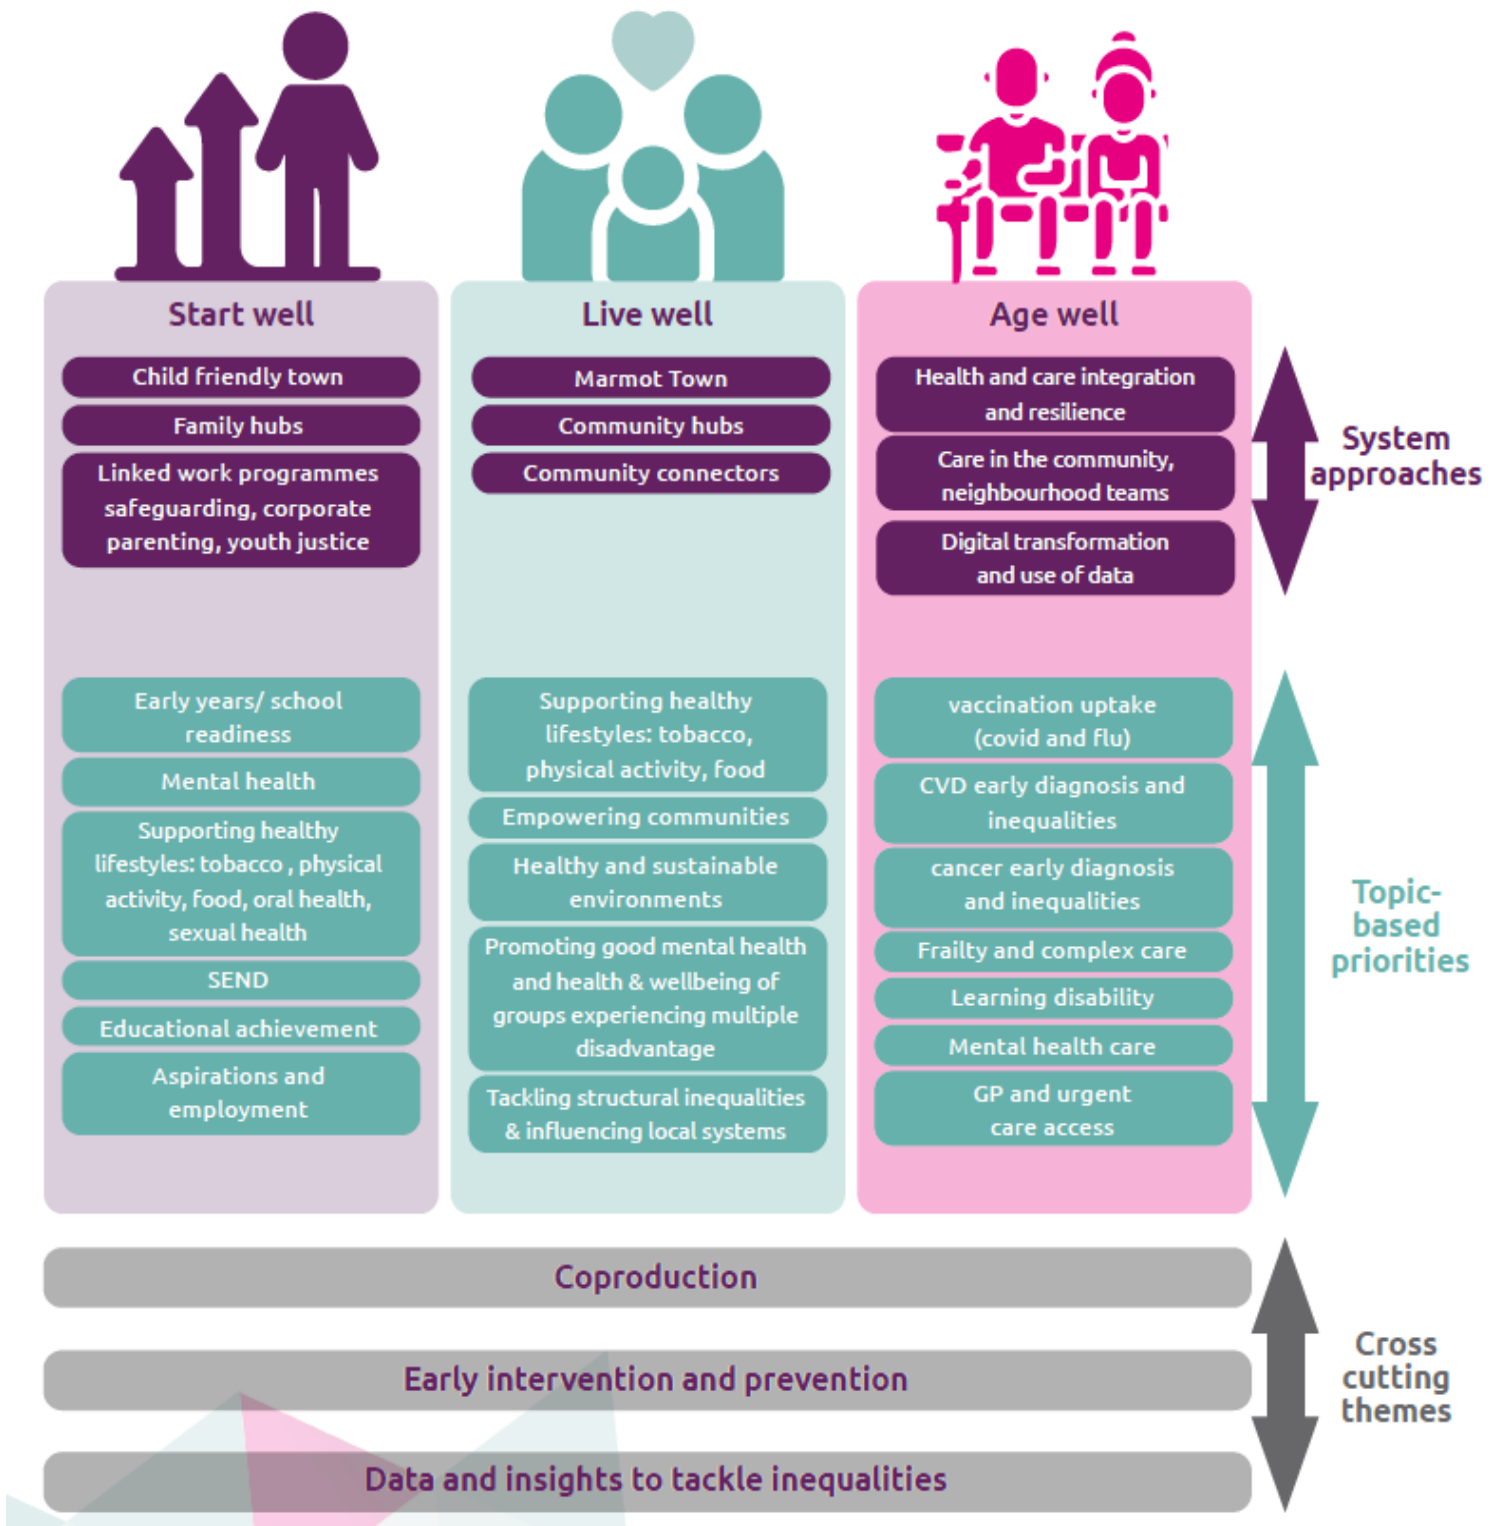 Start well
Child friendly town
Family hubs
Linked work programmes
safeguarding, corporate
parenting, youth justice
Early years/ school
readiness
Mental health
Supporting healthy
lifestyles: tobacco , physical
activity, food, oral health,
sexual health
SEND
Educational achievement
Aspirations and
employment
Live well
Marmot Town
Community hubs
Community connectors
Supporting healthy
lifestyles: tobacco,
physical activity, food
Empowering communities
Healthy and sustainable
environments
Promoting good mental health
and health & wellbeing of
groups experiencing multiple
disadvantage
Tackling structural inequalities
& influencing local systems
Age well
Health and care integration
and resilience
Care in the community,
neighbourhood teams
Digital transformation
and use of data
vaccination uptake
(covid and flu)
CVD early diagnosis and
inequalities
cancer early diagnosis
and inequalities
Frailty and complex care
Learning disability
Mental health care
GP and urgent
care access
System
approaches
Topic-
based
priorities
Coproduction
Early intervention and prevention
Data and insights to tackle inequalities
Cross
cutting
themes